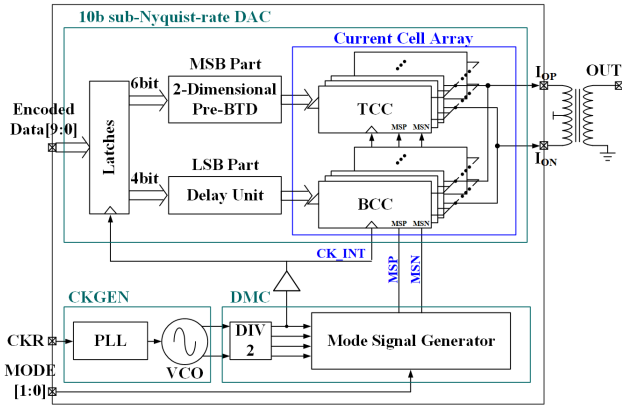 10b sub-Nyquist-rate DAC
Current Cell Array
MSB Part
6bit
2-Dimensional
Pre-BTD
TCC
MSP MSN
I_OP
OUT
Encoded
Data[9:0]
Latches
LSB Part
4bit
Delay Unit
BCC
MSP MSN
I_ON
CK_INT
MSP
MSN
CKGEN
DMC
CKR
PLL
VCO
DIV
2
Mode Signal Generator
MODE
[1:0]